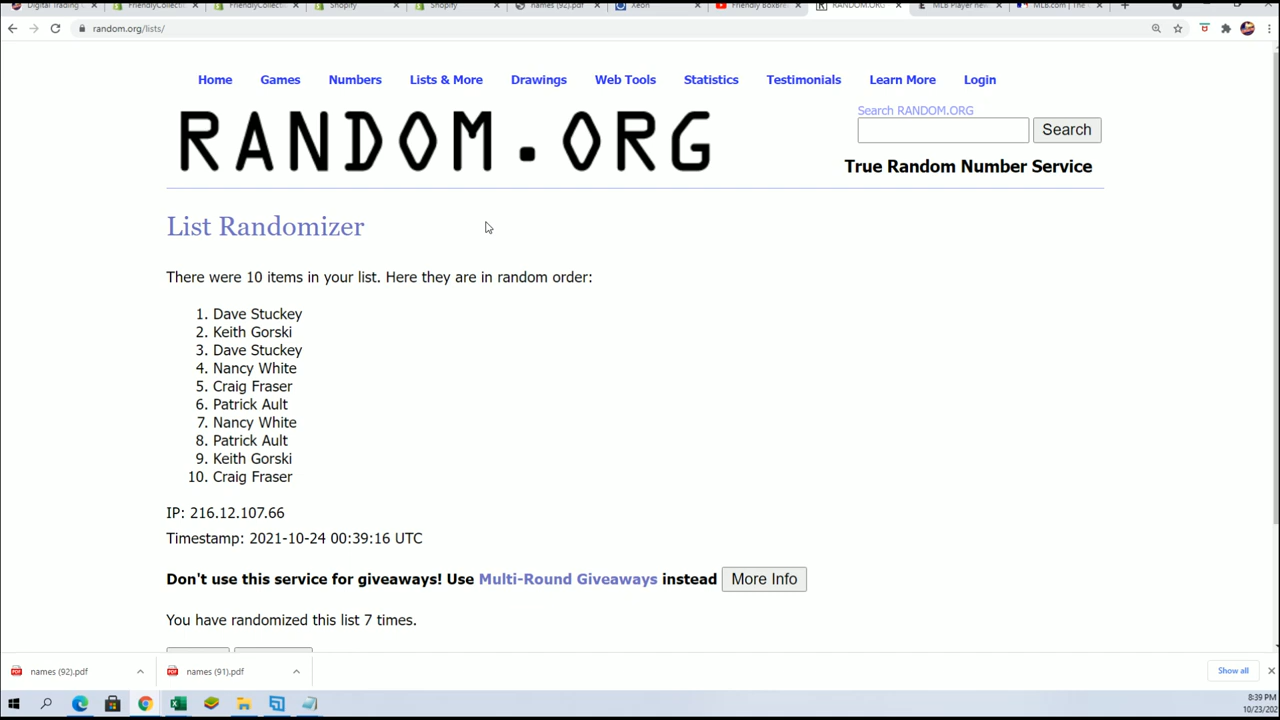 Digital Trading
FriendlyCollecti
FriendlyCollecti
Shopify
Shopify
names (92).pdf
Xeon
Friendly BoxBre
RANDOM.ORG
MLB Player new
MLB.com | The
random.org/lists/
Home Games Numbers Lists & More Drawings Web Tools Statistics Testimonials Learn More Login
RANDOM.ORG
Search RANDOM.ORG
Search
True Random Number Service
List Randomizer
There were 10 items in your list. Here they are in random order:
1. Dave Stuckey
2. Keith Gorski
3. Dave Stuckey
4. Nancy White
5. Craig Fraser
6. Patrick Ault
7. Nancy White
8. Patrick Ault
9. Keith Gorski
10. Craig Fraser
IP: 216.12.107.66
Timestamp: 2021-10-24 00:39:16 UTC
Don't use this service for giveaways! Use Multi-Round Giveaways instead More Info
You have randomized this list 7 times.
names (92).pdf
names (91).pdf
Show all
8:39 PM
10/23/202